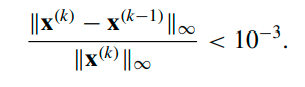 ‖x^(k) − x^(k−1)‖∞ / ‖x^(k)‖∞ < 10^−3.